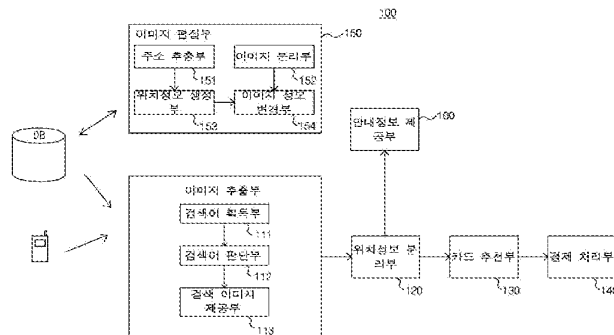 100
이미지 편집부
150
주소 추출부
151
이미지 분리부
152
위치정보 생성
부
153
이미지 정보
변경부
154
DB
안내정보 제
공부
160
이미지 추출부
검색어 획득부
111
검색어 판단부
112
검색 이미지
제공부
113
위치정보 분
리부
120
카드 추천부
130
결제 처리부
140